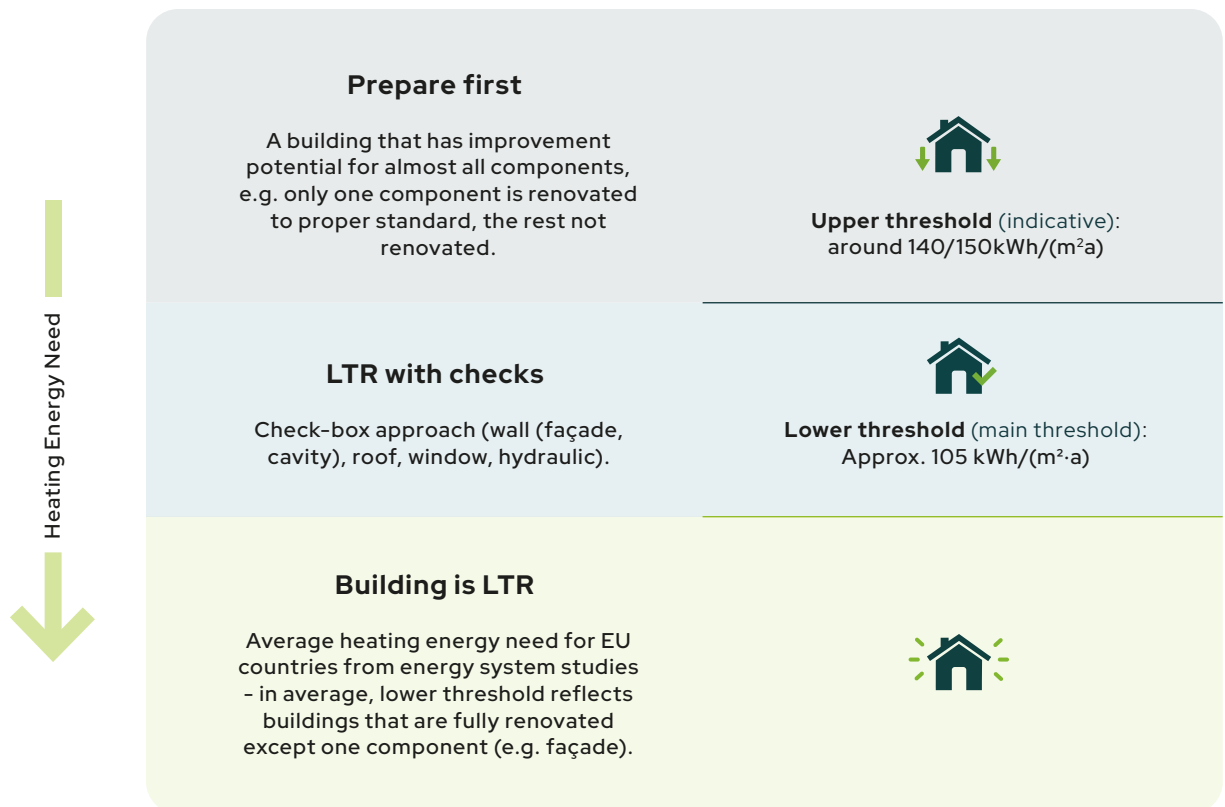 Prepare first
A building that has improvement
potential for almost all components,
e.g. only one component is renovated
to proper standard, the rest not
renovated.
Upper threshold (indicative):
around 140/150kWh/(m²a)
Heating Energy Need
LTR with checks
Check-box approach (wall (façade,
cavity), roof, window, hydraulic).
Lower threshold (main threshold):
Approx. 105 kWh/(m²·a)
Building is LTR
Average heating energy need for EU
countries from energy system studies
- in average, lower threshold reflects
buildings that are fully renovated
except one component (e.g. façade).